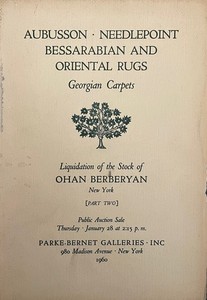 AUBUSSON · NEEDLEPOINT
BESSARABIAN AND
ORIENTAL RUGS
Georgian Carpets
Liquidation of the Stock of
OHAN BERBERYAN
New York
[PART TWO]
Public Auction Sale
Thursday · January 28 at 2:15 p. m.
PARKE-BERNET GALLERIES · INC
980 Madison Avenue · New York
1960